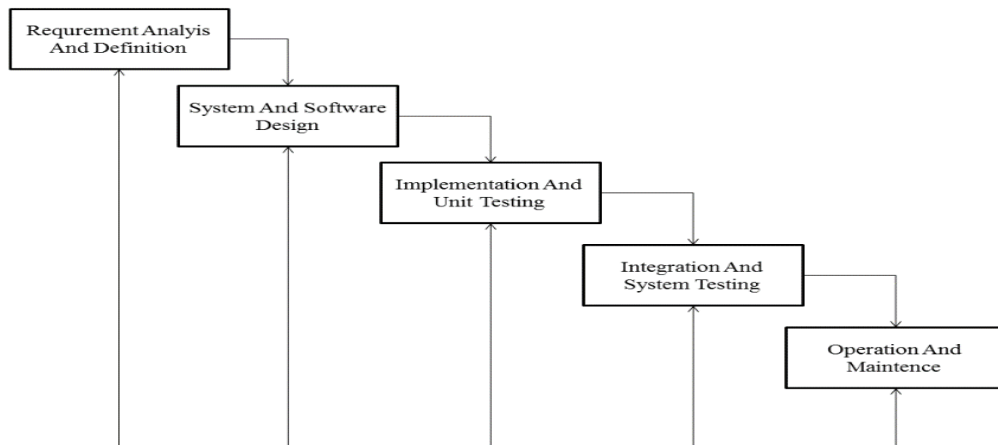 Requrement Analyis
And Definition
System And Software
Design
Implementation And
Unit Testing
Integration And
System Testing
Operation And
Maintence